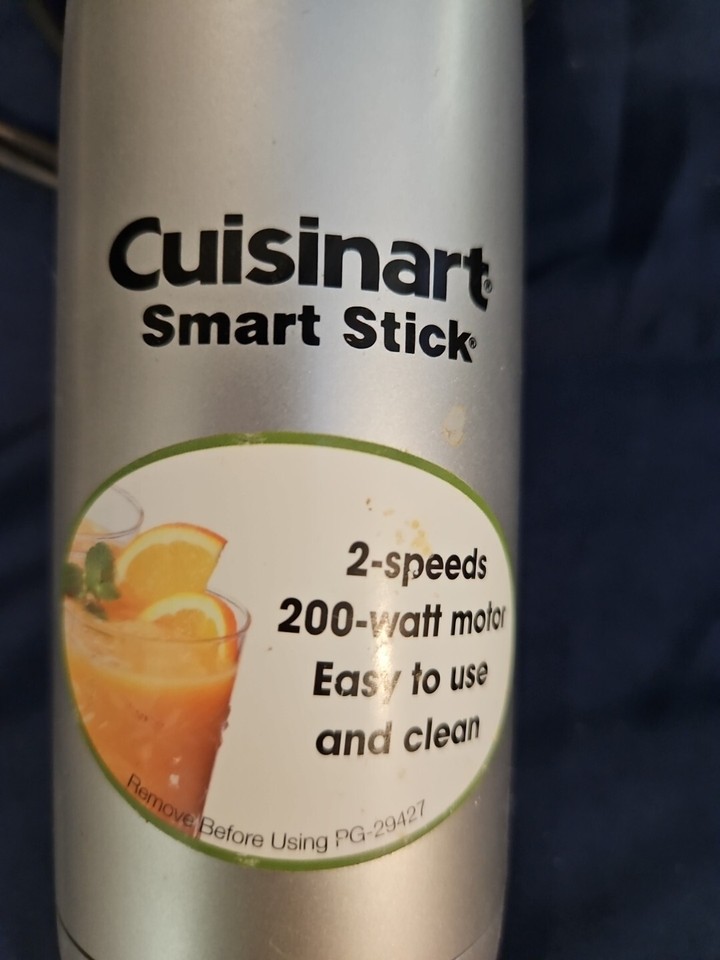 Cuisinart®
Smart Stick®
2-speeds
200-watt motor
Easy to use
and clean
Remove Before Using PG-29427